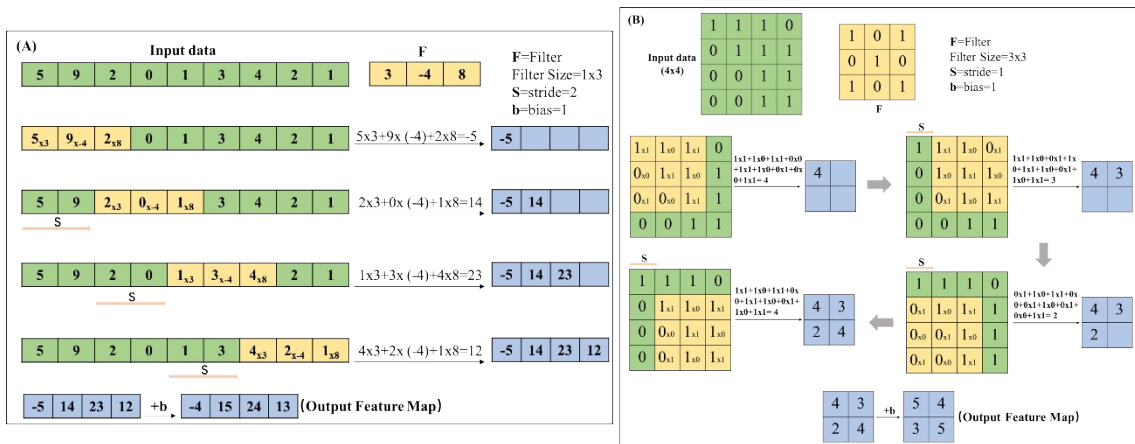 (A)
Input data
F
5 9 2 0 1 3 4 2 1
3 -4 8
F=Filter
Filter Size=1x3
S=stride=2
b=bias=1
5x3 9x-4 2x8 0 1 3 4 2 1
5x3+9x (-4)+2x8=-5
-5
5 9 2x3 0x-4 1x8 3 4 2 1
2x3+0x (-4)+1x8=14
-5 14
S
5 9 2 0 1x3 3x-4 4x8 2 1
1x3+3x (-4)+4x8=23
-5 14 23
S
5 9 2 0 1 3 4x3 2x-4 1x8
4x3+2x (-4)+1x8=12
-5 14 23 12
S
-5 14 23 12
+b
-4 15 24 13
(Output Feature Map)
(B)
Input data
(4x4)
1 1 1 0
0 1 1 1
0 0 1 1
0 0 1 1
1 0 1
0 1 0
1 0 1
F
F=Filter
Filter Size=3x3
S=stride=1
b=bias=1
1x1 1x0 1x1 0
0x0 1x1 1x0 1
0x1 0x0 1x1 1
0 0 1 1
1x1+1x0+1x1+0x0
+1x1+1x0+0x1+0x
0+1x1= 4
4
S
1 1x1 1x0 0x1
0 1x0 1x1 1x0
0 0x1 1x0 1x1
0 0 1 1
1x1+1x0+0x1+1x
0+1x1+1x0+0x1+
1x0+1x1= 3
4 3
S
1 1 1 0
0 1x1 1x0 1x1
0 0x0 1x1 1x0
0 0x1 1x0 1x1
1x1+1x0+1x1+0x
0+1x1+1x0+0x1+
1x0+1x1= 4
4 3
2 4
S
1 1 1 0
0x1 1x0 1x1 1
0x0 0x1 1x0 1
0x1 0x0 1x1 1
0x1+1x0+1x1+0x
0+0x1+1x0+0x1+
0x0+1x1= 2
4 3
2
4 3
2 4
+b
5 4
3 5
(Output Feature Map)